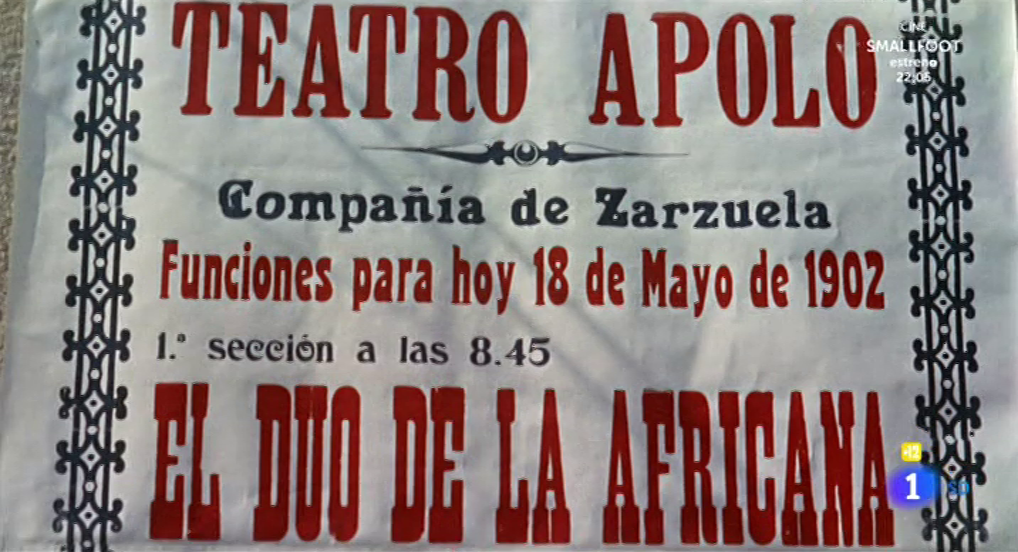 TEATRO APOLO
CINE
SMALLFOOT
estreno
22:05
Compañía de Zarzuela
Funciones para hoy 18 de Mayo de 1902
1.ª sección a las 8.45
EL DUO DE LA AFRICANA
+12
1